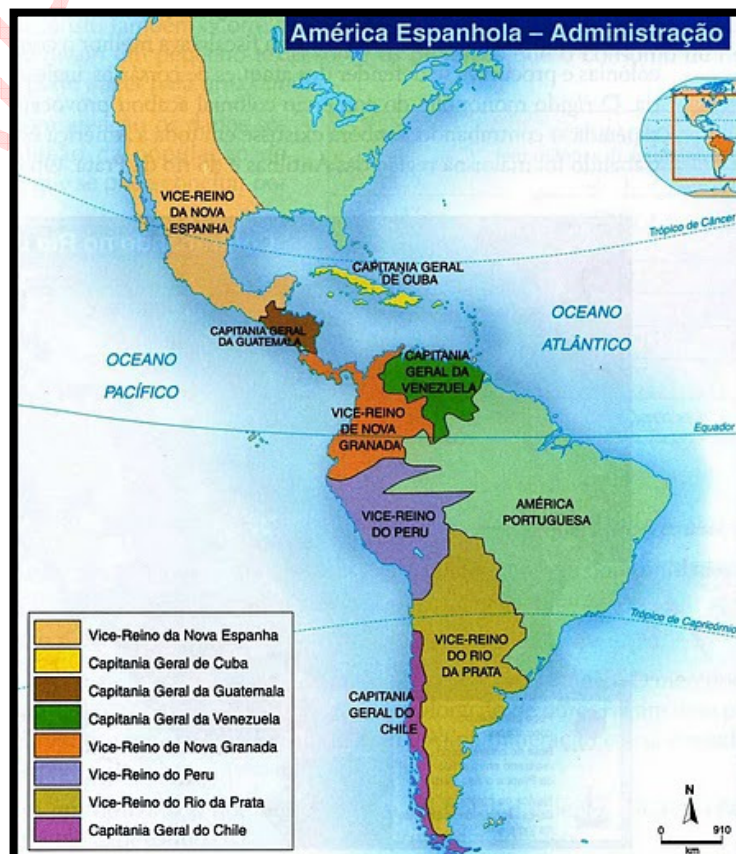 América Espanhola – Administração
VICE-REINO
DA NOVA
ESPANHA
Trópico de Câncer
CAPITANIA GERAL
DE CUBA
CAPITANIA GERAL
DA GUATEMALA
OCEANO
ATLÂNTICO
OCEANO
PACÍFICO
CAPITANIA
GERAL DA
VENEZUELA
VICE-REINO
DE NOVA
GRANADA
Equador
AMÉRICA
PORTUGUESA
VICE-REINO
DO PERU
Trópico de Capricórnio
VICE-REINO
DO RIO
DA PRATA
CAPITANIA
GERAL DO
CHILE
Vice-Reino da Nova Espanha
Capitania Geral de Cuba
Capitania Geral da Guatemala
Capitania Geral da Venezuela
Vice-Reino de Nova Granada
Vice-Reino do Peru
Vice-Reino do Rio da Prata
Capitania Geral do Chile
N
0 910
km